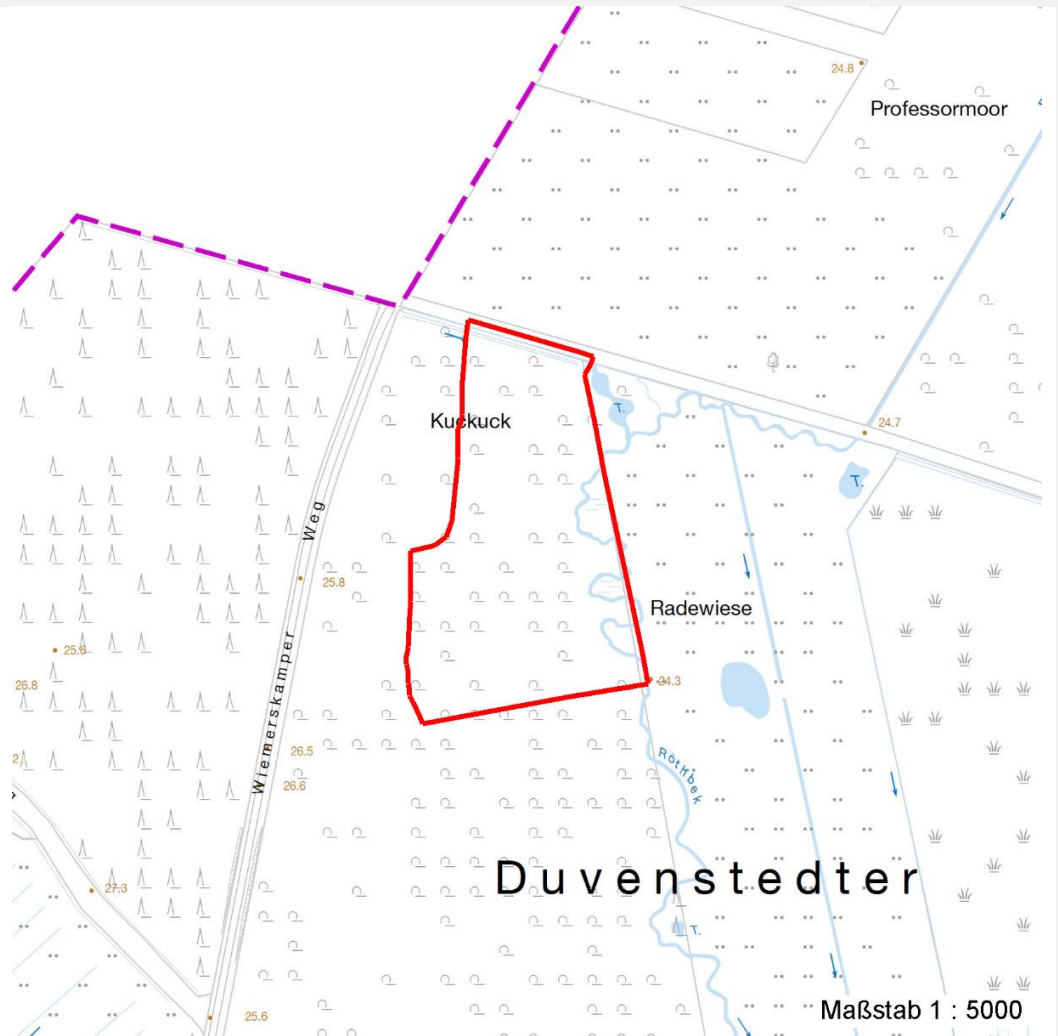 24.8
Professormoor
24.7
T.
T.
Kuckuck
Weg
25.8
Radewiese
25.9
26.8
24.3
Wiemerskamper
26.5
26.6
Röthbek
27.3
Duvenstedter
T.
25.6
Maßstab 1 : 5000